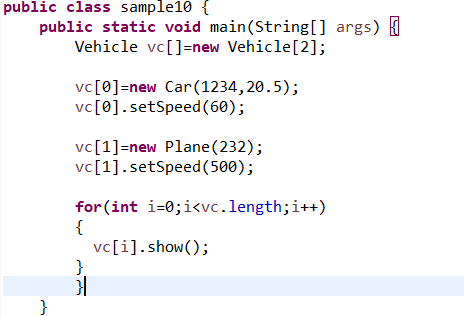 public class sample10 {
public static void main(String[] args) {
Vehicle vc[]=new Vehicle[2];
vc[0]=new Car(1234,20.5);
vc[0].setSpeed(60);
vc[1]=new Plane(232);
vc[1].setSpeed(500);
for(int i=0;i<vc.length;i++)
{
vc[i].show();
}
}
}